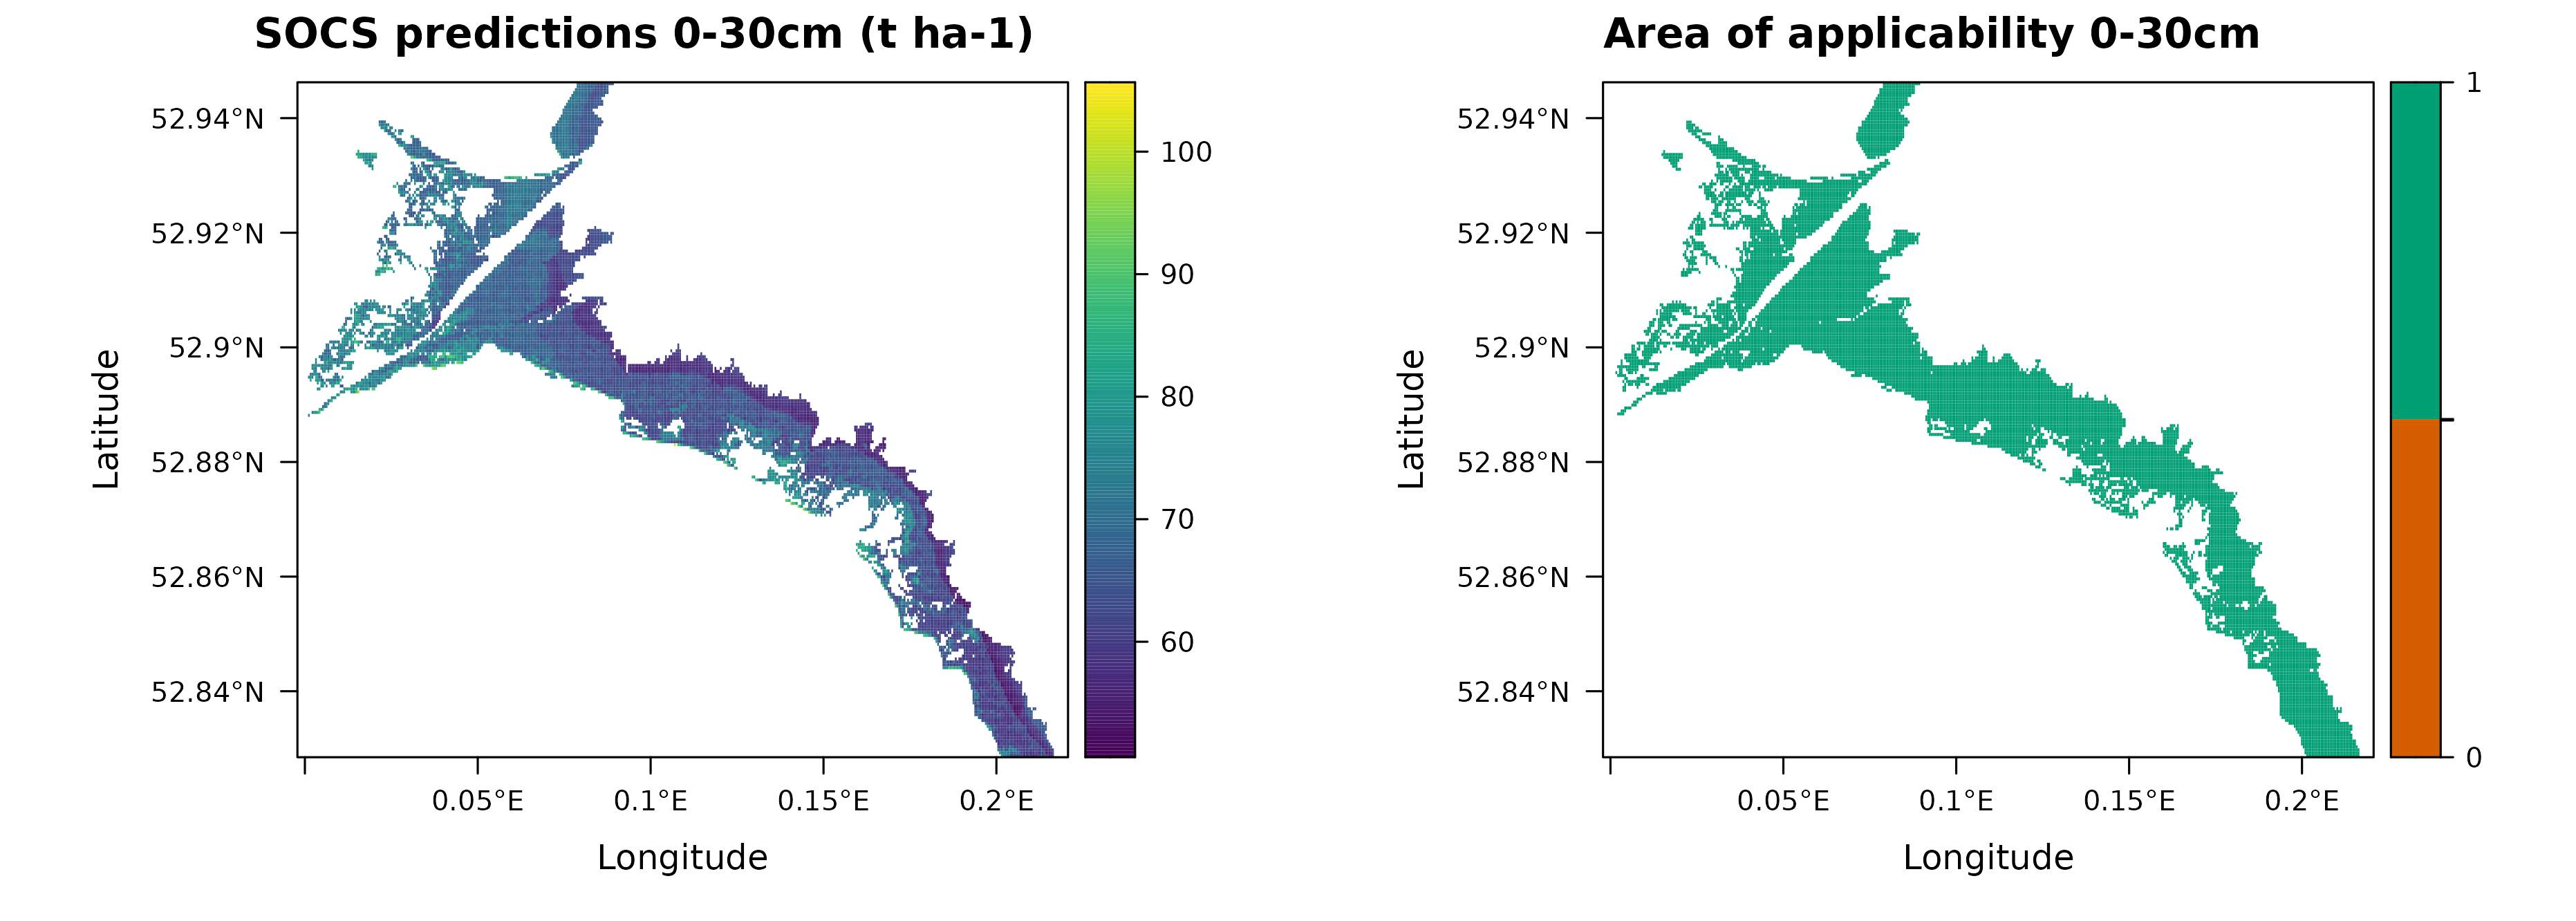 SOCS predictions 0-30cm (t ha-1)
52.94°N
52.92°N
52.9°N
52.88°N
52.86°N
52.84°N
Latitude
0.05°E 0.1°E 0.15°E 0.2°E
Longitude
100
90
80
70
60
Area of applicability 0-30cm
52.94°N
52.92°N
52.9°N
52.88°N
52.86°N
52.84°N
Latitude
0.05°E 0.1°E 0.15°E 0.2°E
Longitude
1
0